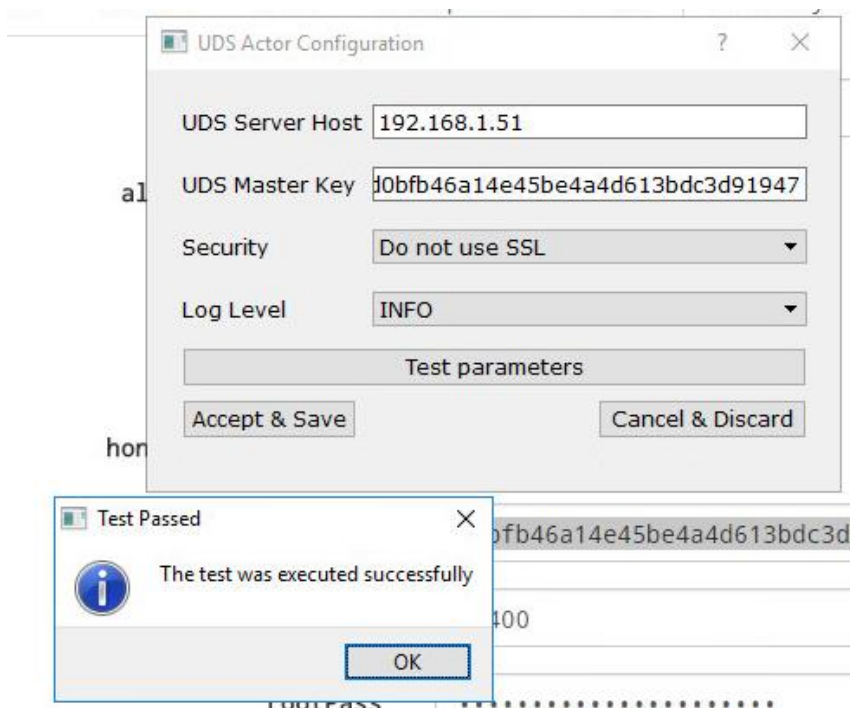 UDS Actor Configuration ? ×
UDS Server Host 192.168.1.51
UDS Master Key d0bfb46a14e45be4a4d613bdc3d91947
al
Security Do not use SSL
Log Level INFO
Test parameters
Accept & Save Cancel & Discard
hon
Test Passed ×
bfb46a14e45be4a4d613bdc3d
The test was executed successfully
400
OK
rootPass